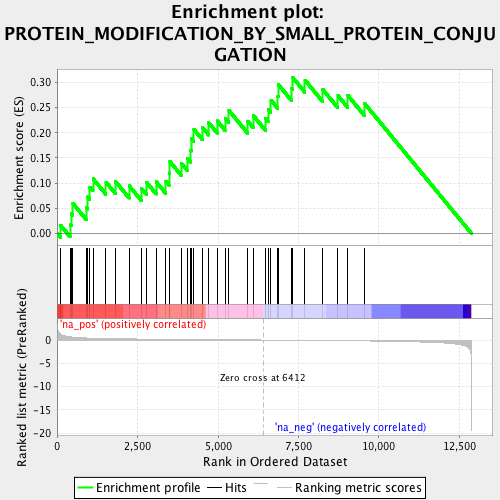 Enrichment plot:
PROTEIN_MODIFICATION_BY_SMALL_PROTEIN_CONJU
GATION
Enrichment score (ES)
0.30
0.25
0.20
0.15
0.10
0.05
0.00
'na_pos' (positively correlated)
Ranked list metric (PreRanked)
0
-5
-10
-15
-20
Zero cross at 6412
'na_neg' (negatively correlated)
0
2,500
5,000
7,500
10,000
12,500
Rank in Ordered Dataset
Enrichment profile
Hits
Ranking metric scores